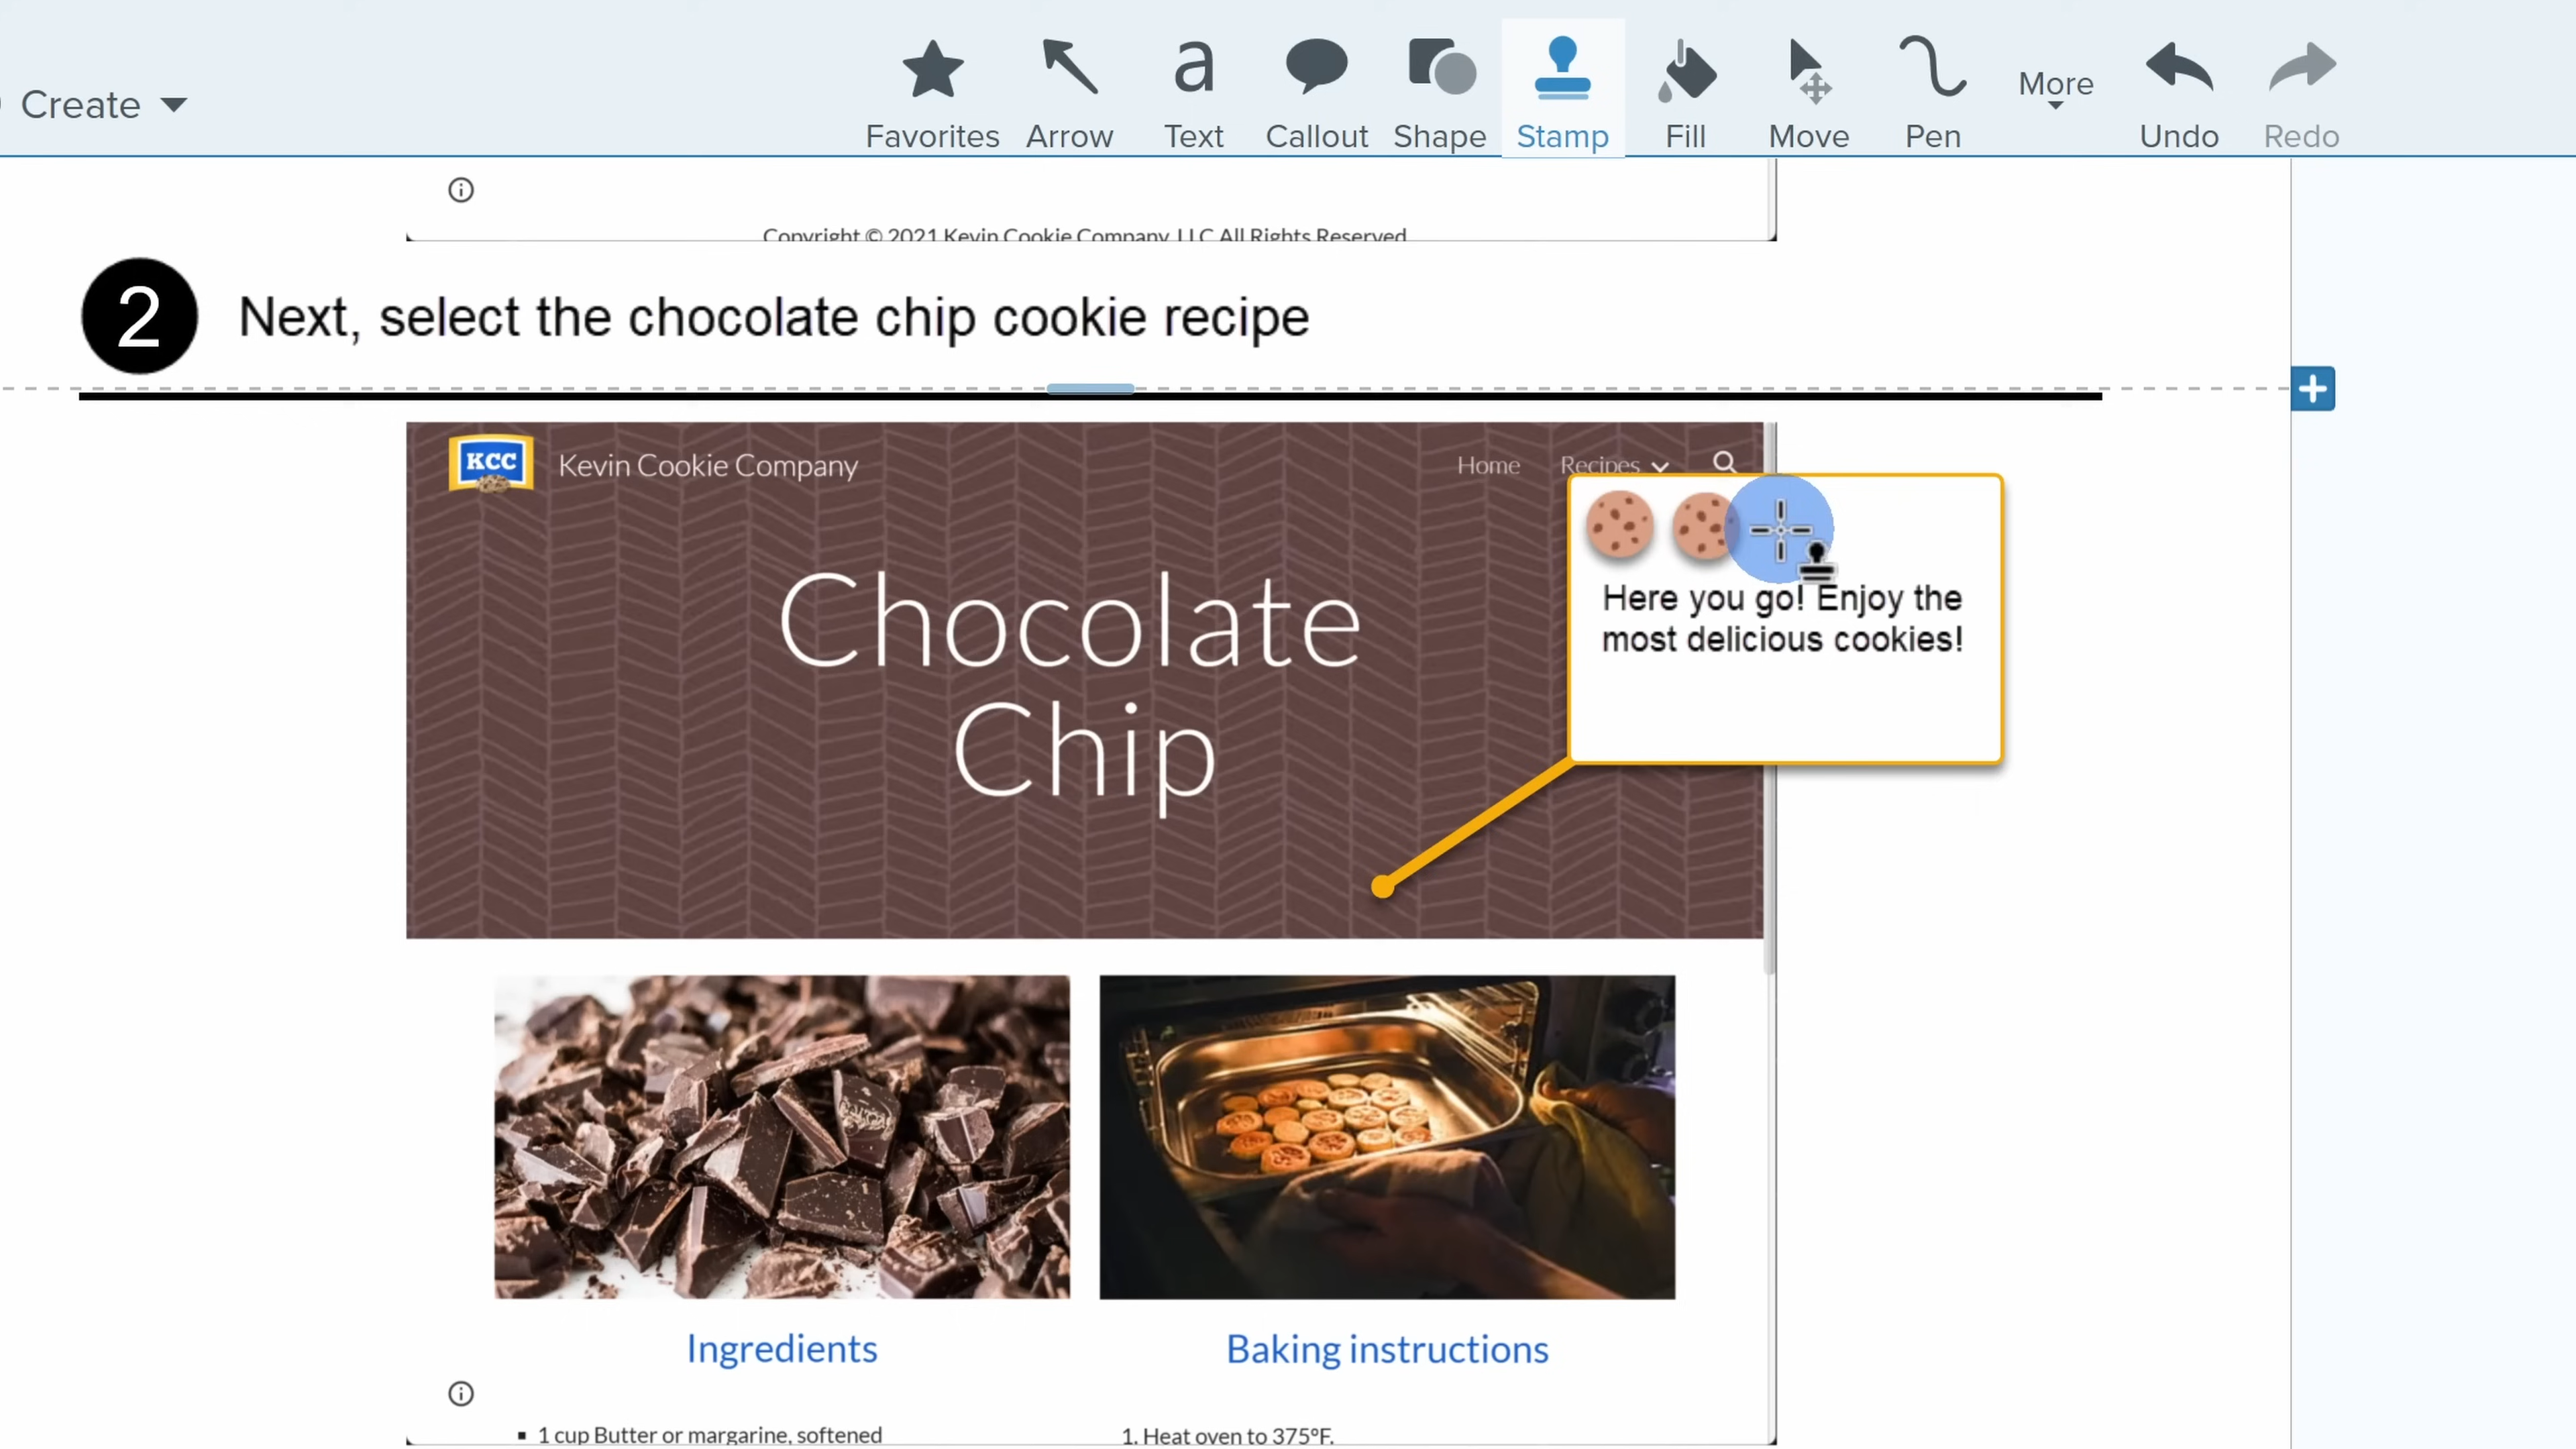 Create
Favorites Arrow Text Callout Shape Stamp Fill Move Pen More Undo Redo
Copyright © 2021 Kevin Cookie Company, LLC All Rights Reserved
2 Next, select the chocolate chip cookie recipe
KCC Kevin Cookie Company Home Recipes
Here you go! Enjoy the
most delicious cookies!
Chocolate
Chip
Ingredients Baking instructions
1 cup Butter or margarine, softened
1. Heat oven to 375°F.